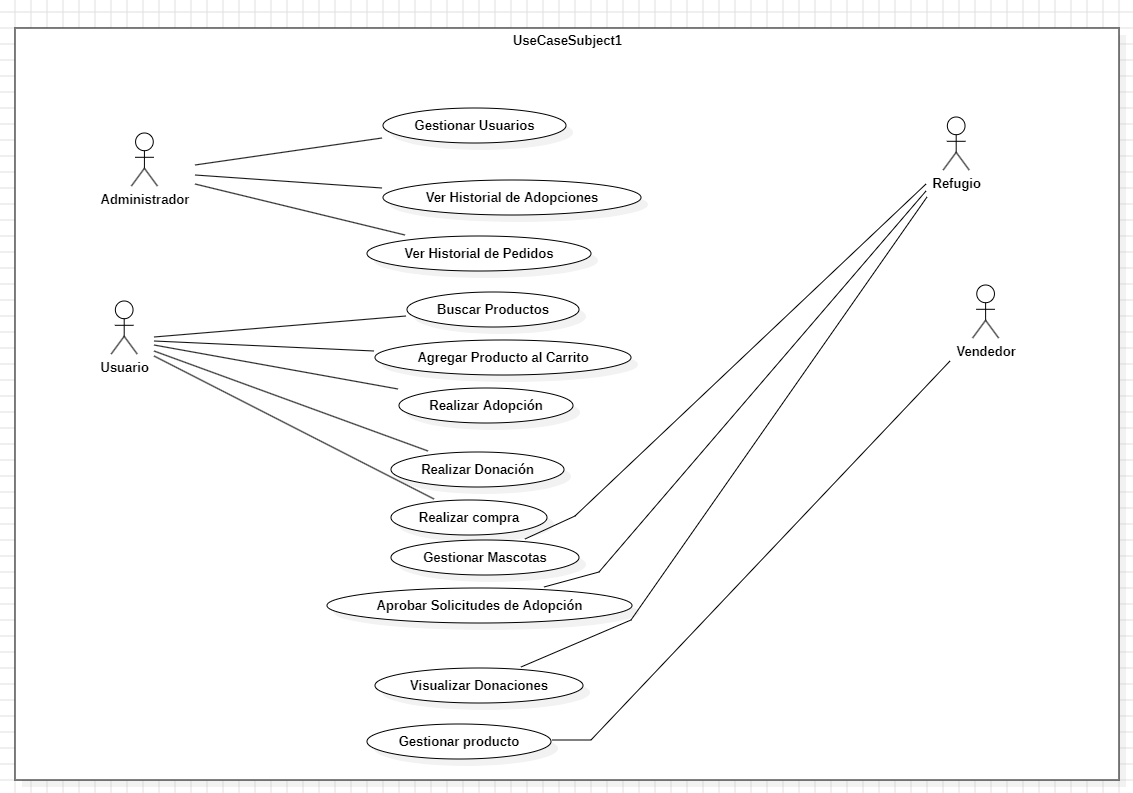 UseCaseSubject1
Gestionar Usuarios
Administrador
Ver Historial de Adopciones
Refugio
Ver Historial de Pedidos
Buscar Productos
Usuario
Agregar Producto al Carrito
Vendedor
Realizar Adopción
Realizar Donación
Realizar compra
Gestionar Mascotas
Aprobar Solicitudes de Adopción
Visualizar Donaciones
Gestionar producto